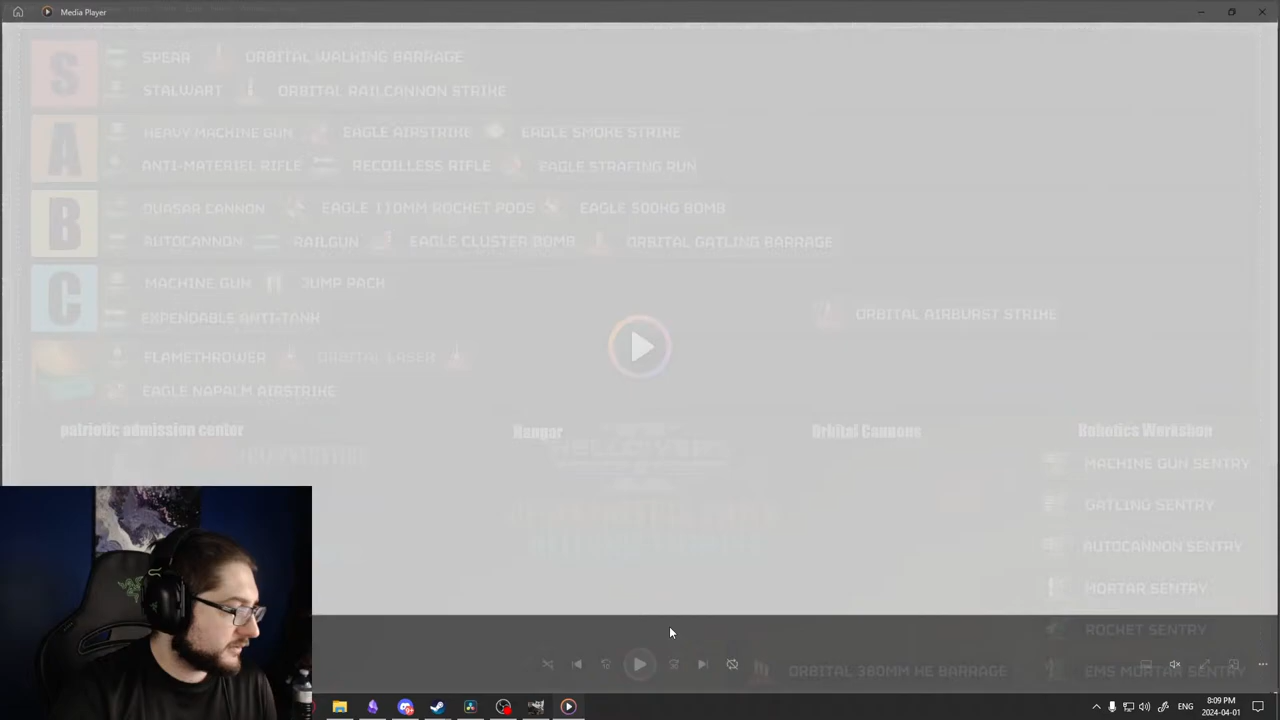 Media Player
S
SPEAR ORBITAL WALKING BARRAGE
STALWART ORBITAL RAILCANNON STRIKE
A
HEAVY MACHINE GUN EAGLE AIRSTRIKE EAGLE SMOKE STRIKE
ANTI-MATERIEL RIFLE RECOILLESS RIFLE EAGLE STRAFING RUN
B
QUASAR CANNON EAGLE 110MM ROCKET PODS EAGLE 500KG BOMB
AUTOCANNON RAILGUN EAGLE CLUSTER BOMB ORBITAL GATLING BARRAGE
C
MACHINE GUN JUMP PACK
EXPENDABLE ANTI-TANK
ORBITAL AIRBURST STRIKE
FLAMETHROWER ORBITAL LASER
EAGLE NAPALM AIRSTRIKE
patriotic admission center Hangar Orbital Cannons Robotics Workshop
HELLDIVERS
MACHINE GUN SENTRY
GATLING SENTRY
AUTOCANNON SENTRY
MORTAR SENTRY
ROCKET SENTRY
ORBITAL 380MM HE BARRAGE EMS MORTAR SENTRY
ENG
8:09 PM
2024-04-01